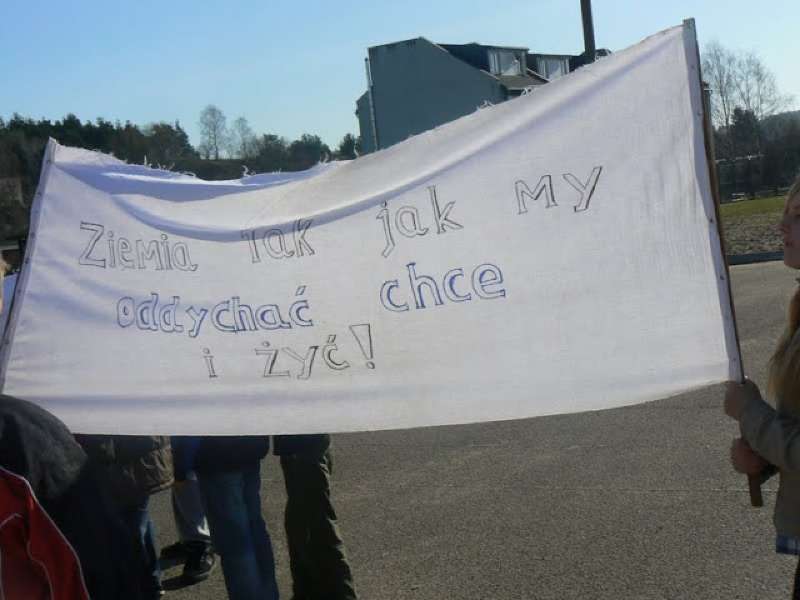 Ziemia tak jak my
oddychać chce
i żyć!